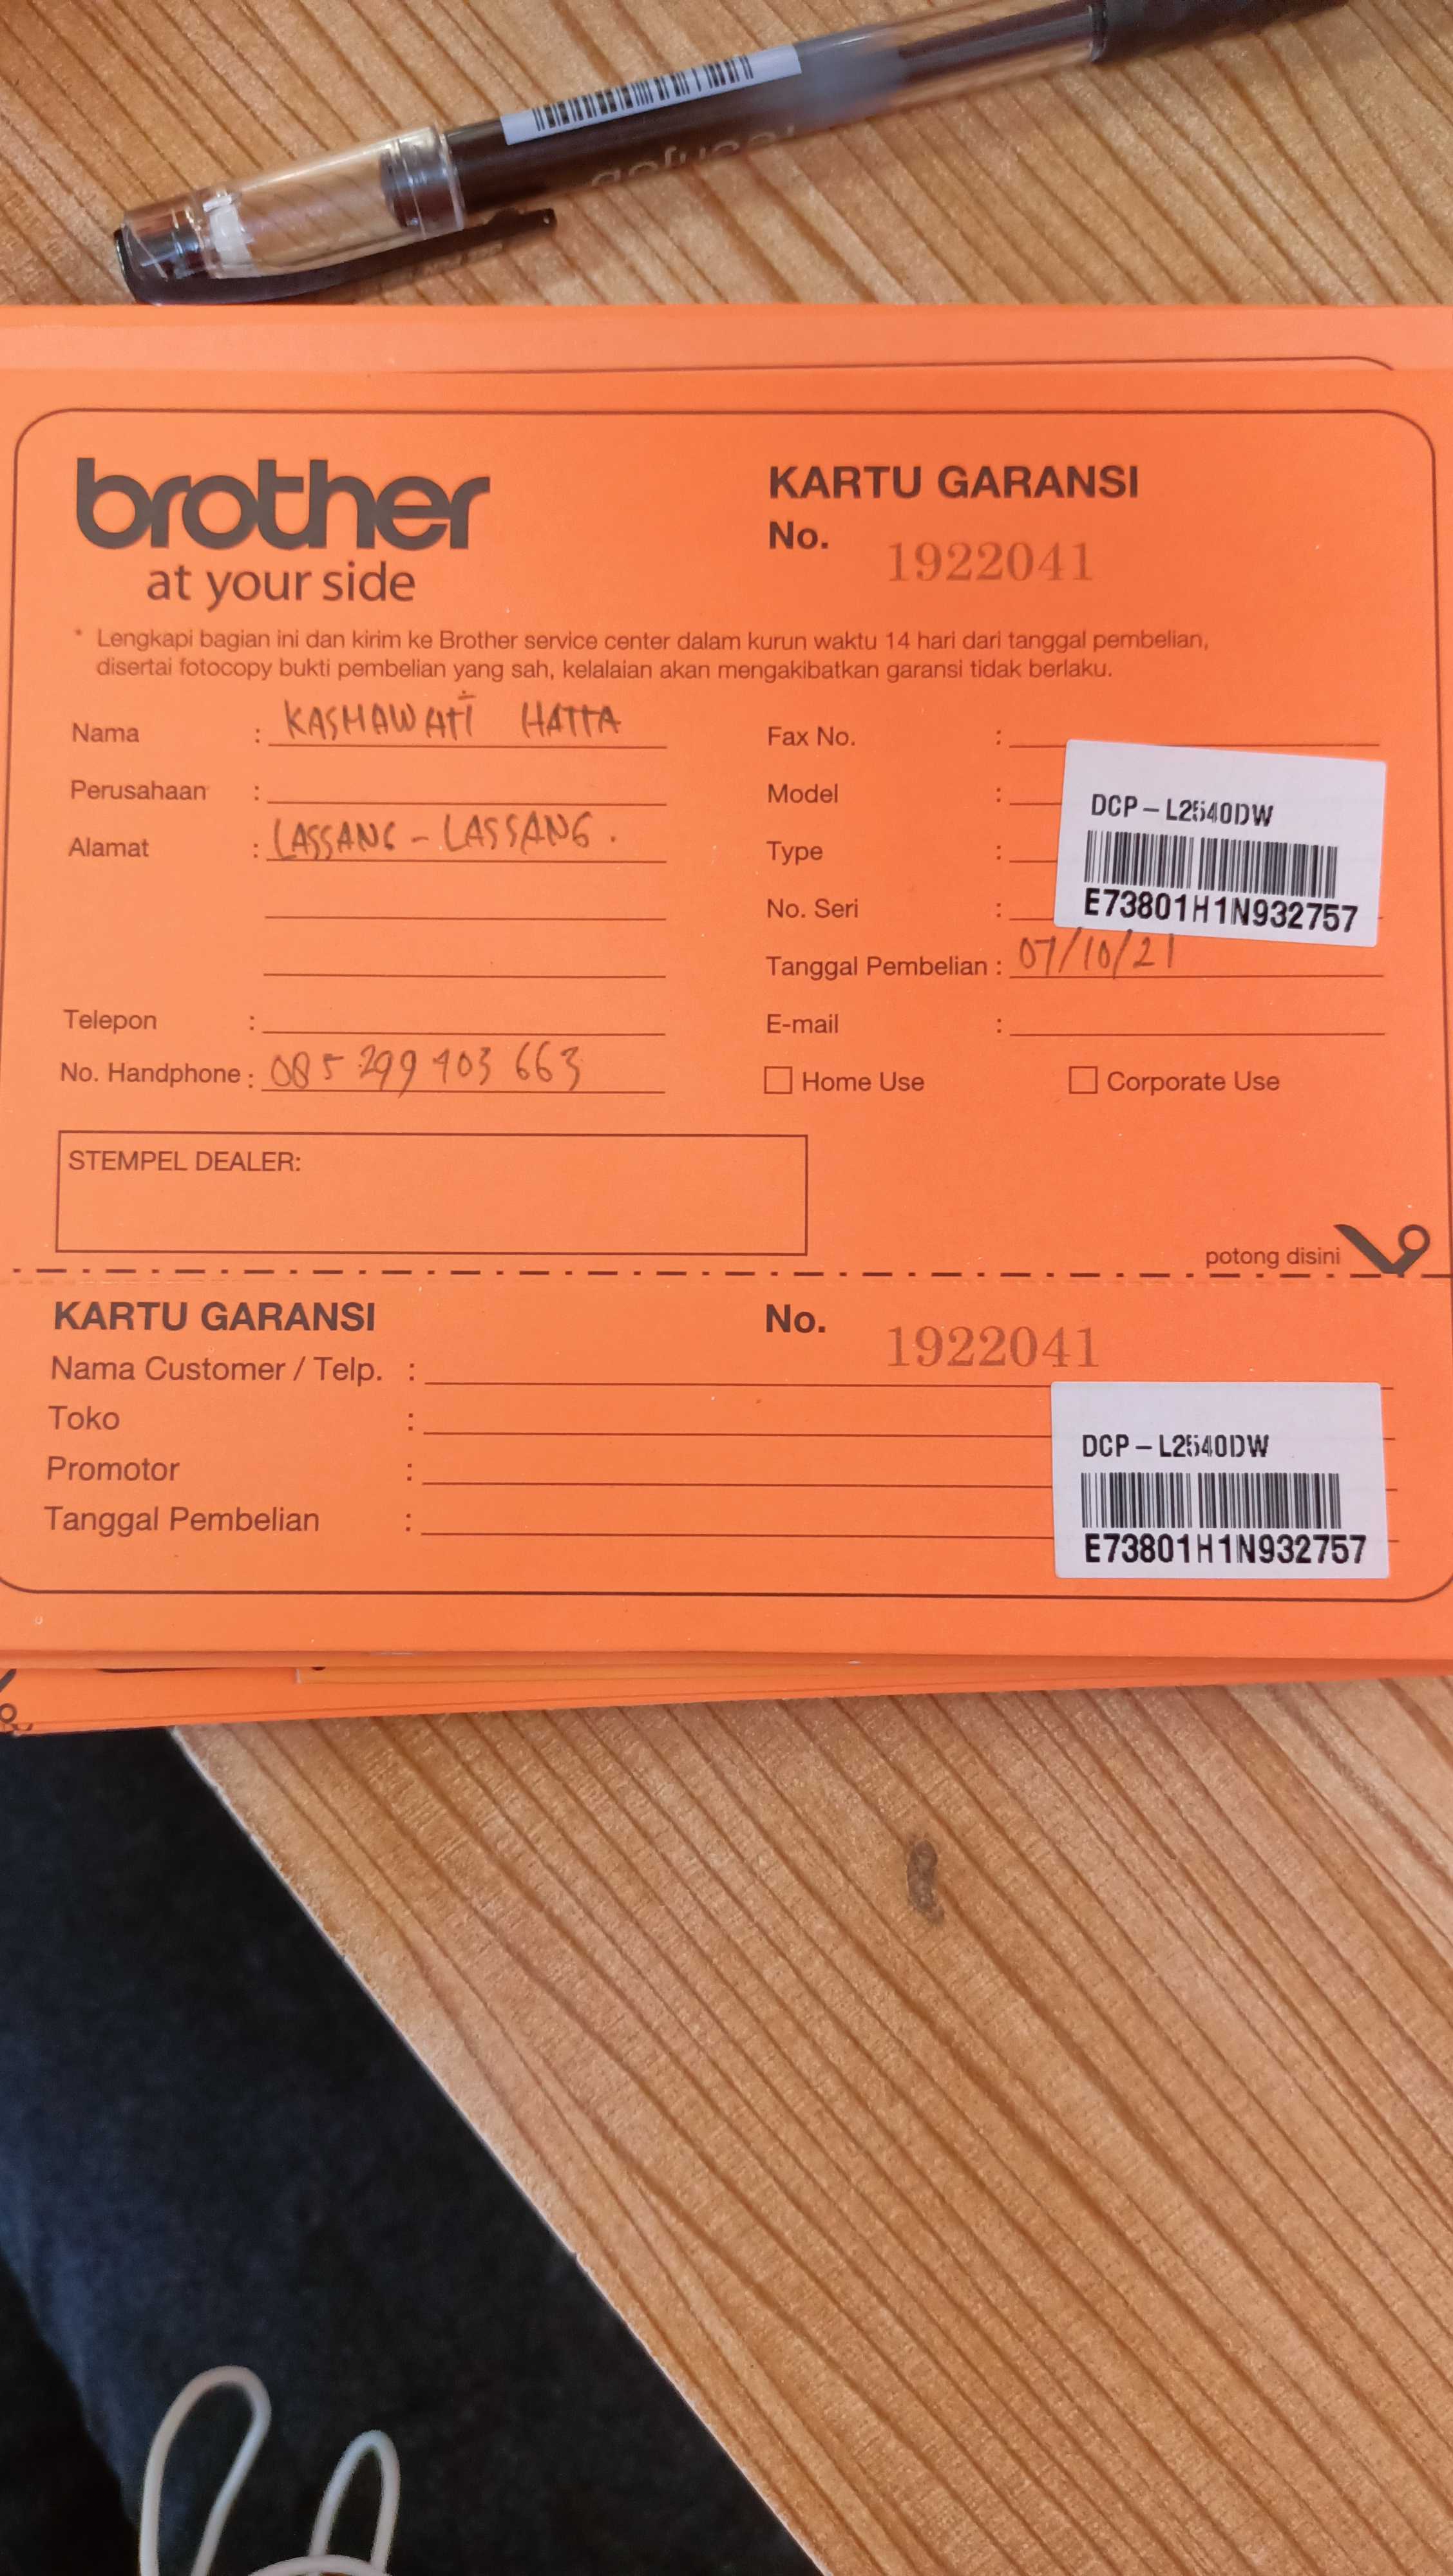 brother
at your side
KARTU GARANSI
No. 1922041
* Lengkapi bagian ini dan kirim ke Brother service center dalam kurun waktu 14 hari dari tanggal pembelian,
disertai fotocopy bukti pembelian yang sah, kelalaian akan mengakibatkan garansi tidak berlaku.
Nama : KASMAWATI HATTA
Perusahaan :
Alamat : LASSANG - LASSANG.
Telepon :
No. Handphone : 085 299 903 663
Fax No. :
Model :
Type :
No. Seri :
DCP-L2540DW
E73801H1N932757
Tanggal Pembelian : 07/10/21
E-mail :
Home Use
Corporate Use
STEMPEL DEALER:
potong disini
KARTU GARANSI
No. 1922041
Nama Customer / Telp. :
Toko :
Promotor :
Tanggal Pembelian :
DCP-L2540DW
E73801H1N932757